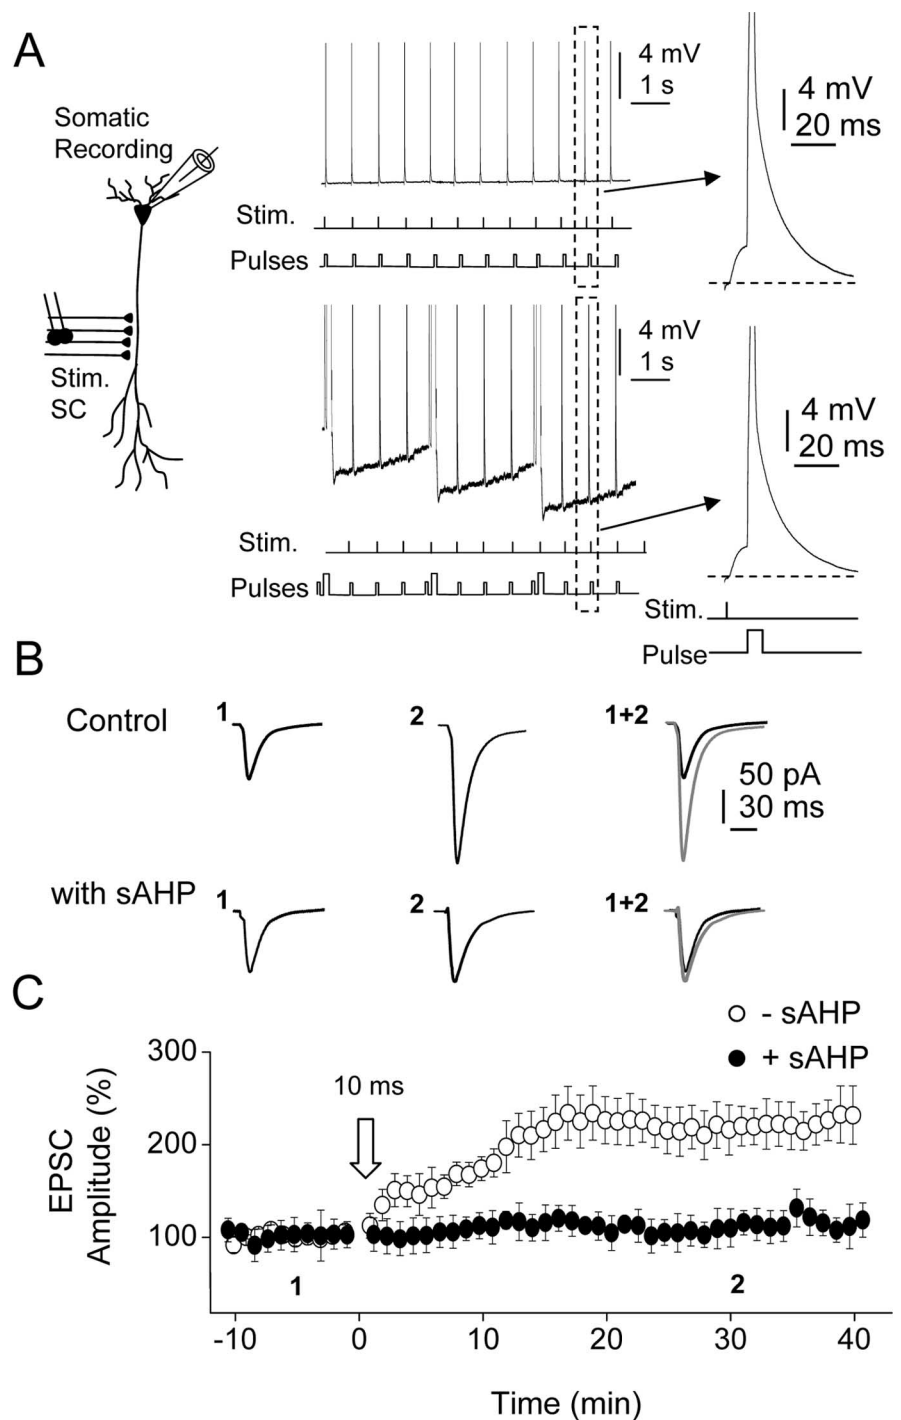 A
Somatic
Recording
Stim.
SC
4 mV
1 s
Stim.
Pulses
4 mV
20 ms
4 mV
1 s
Stim.
Pulses
4 mV
20 ms
Stim.
Pulse
B
Control
1
2
1+2
50 pA
30 ms
with sAHP
1
2
1+2
C
- sAHP
+ sAHP
EPSC
Amplitude (%)
300
200
100
10 ms
1
2
-10
0
10
20
30
40
Time (min)